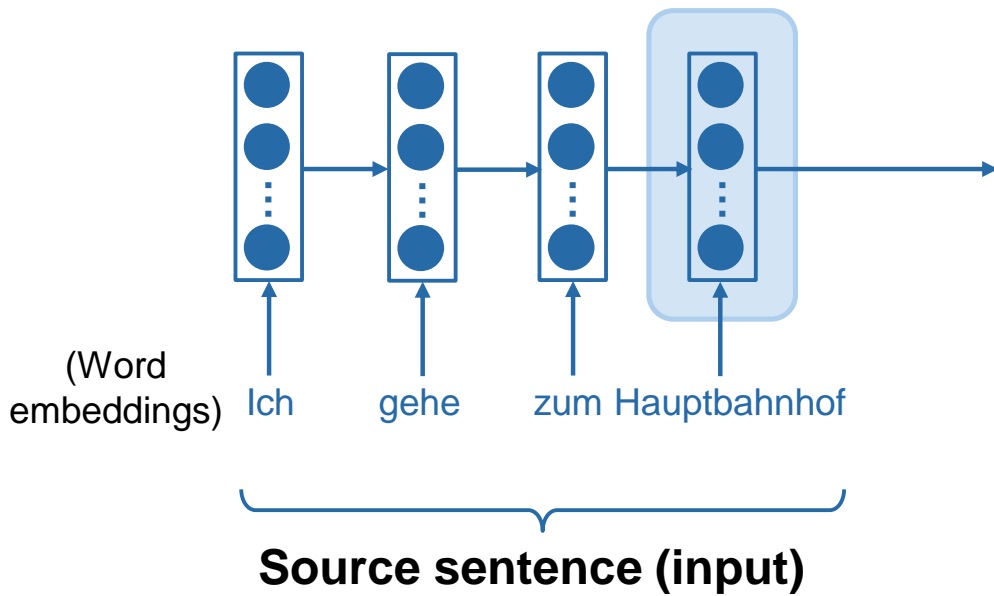 (Word
embeddings) Ich gehe zum Hauptbahnhof
Source sentence (input)